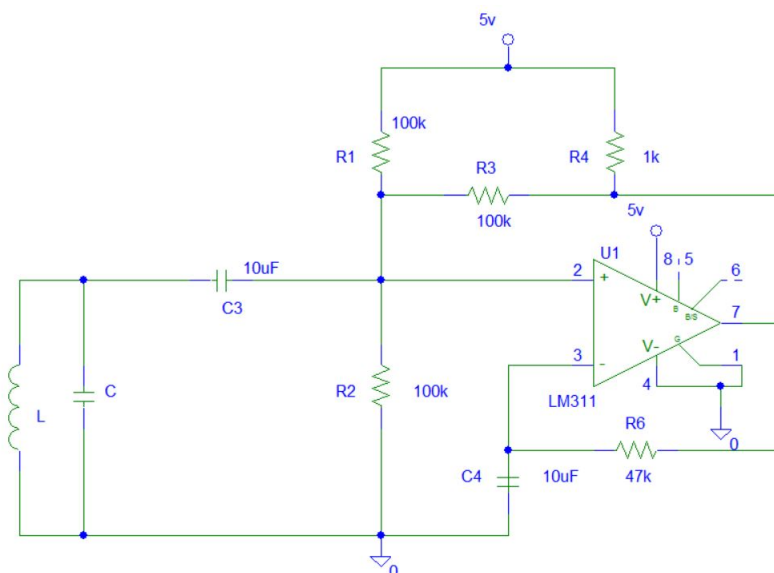 5v
100k
R1
R3
100k
R4
1k
5v
U1
8
5
6
10uF
C3
2
+
V+
B
B/S
7
G
V-
3
-
1
4
LM311
0
L
C
R2
100k
R6
47k
C4
10uF
0